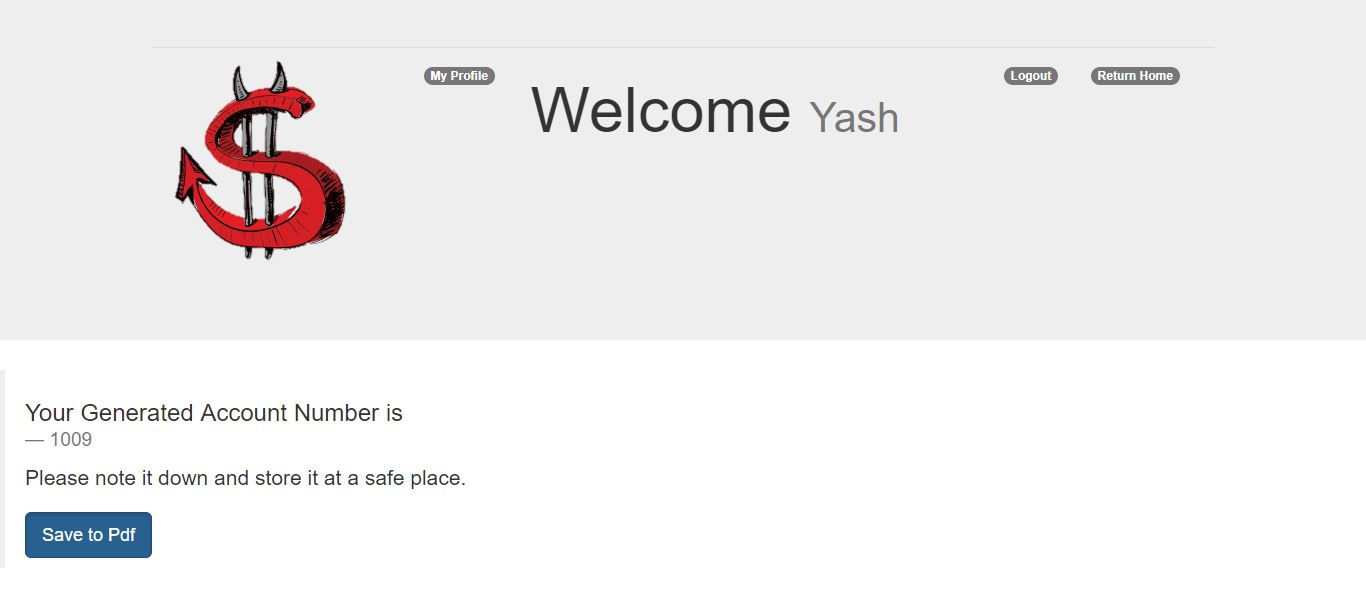 My Profile
Logout
Return Home
Welcome Yash
Your Generated Account Number is
— 1009
Please note it down and store it at a safe place.
Save to Pdf